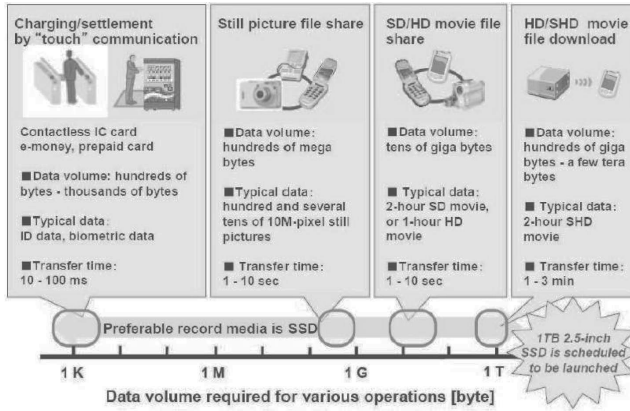 Charging/settlement
by "touch" communication
Contactless IC card
e-money, prepaid card
■Data volume: hundreds of
bytes - thousands of bytes
■Typical data:
ID data, biometric data
■Transfer time:
10 - 100 ms
Still picture file share
■Data volume:
hundreds of mega
bytes
■Typical data:
hundred and several
tens of 10M-pixel still
pictures
■Transfer time:
1 - 10 sec
SD/HD movie file
share
■Data volume:
tens of giga bytes
■Typical data:
2-hour SD movie,
or 1-hour HD
movie
■Transfer time:
1 - 10 sec
HD/SHD movie
file download
■Data volume:
hundreds of giga
bytes - a few tera
bytes
■Typical data:
2-hour SHD
movie
■Transfer time:
1 - 3 min
Preferable record media is SSD
1TB 2.5-inch
SSD is scheduled
to be launched
1 K 1 M 1 G 1 T
Data volume required for various operations [byte]